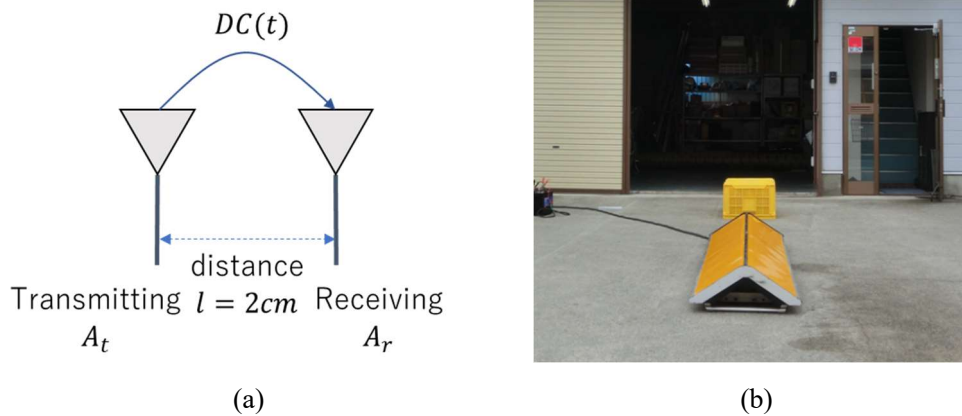 DC(t)
distance
Transmitting l = 2cm Receiving
A_t A_r
(a) (b)